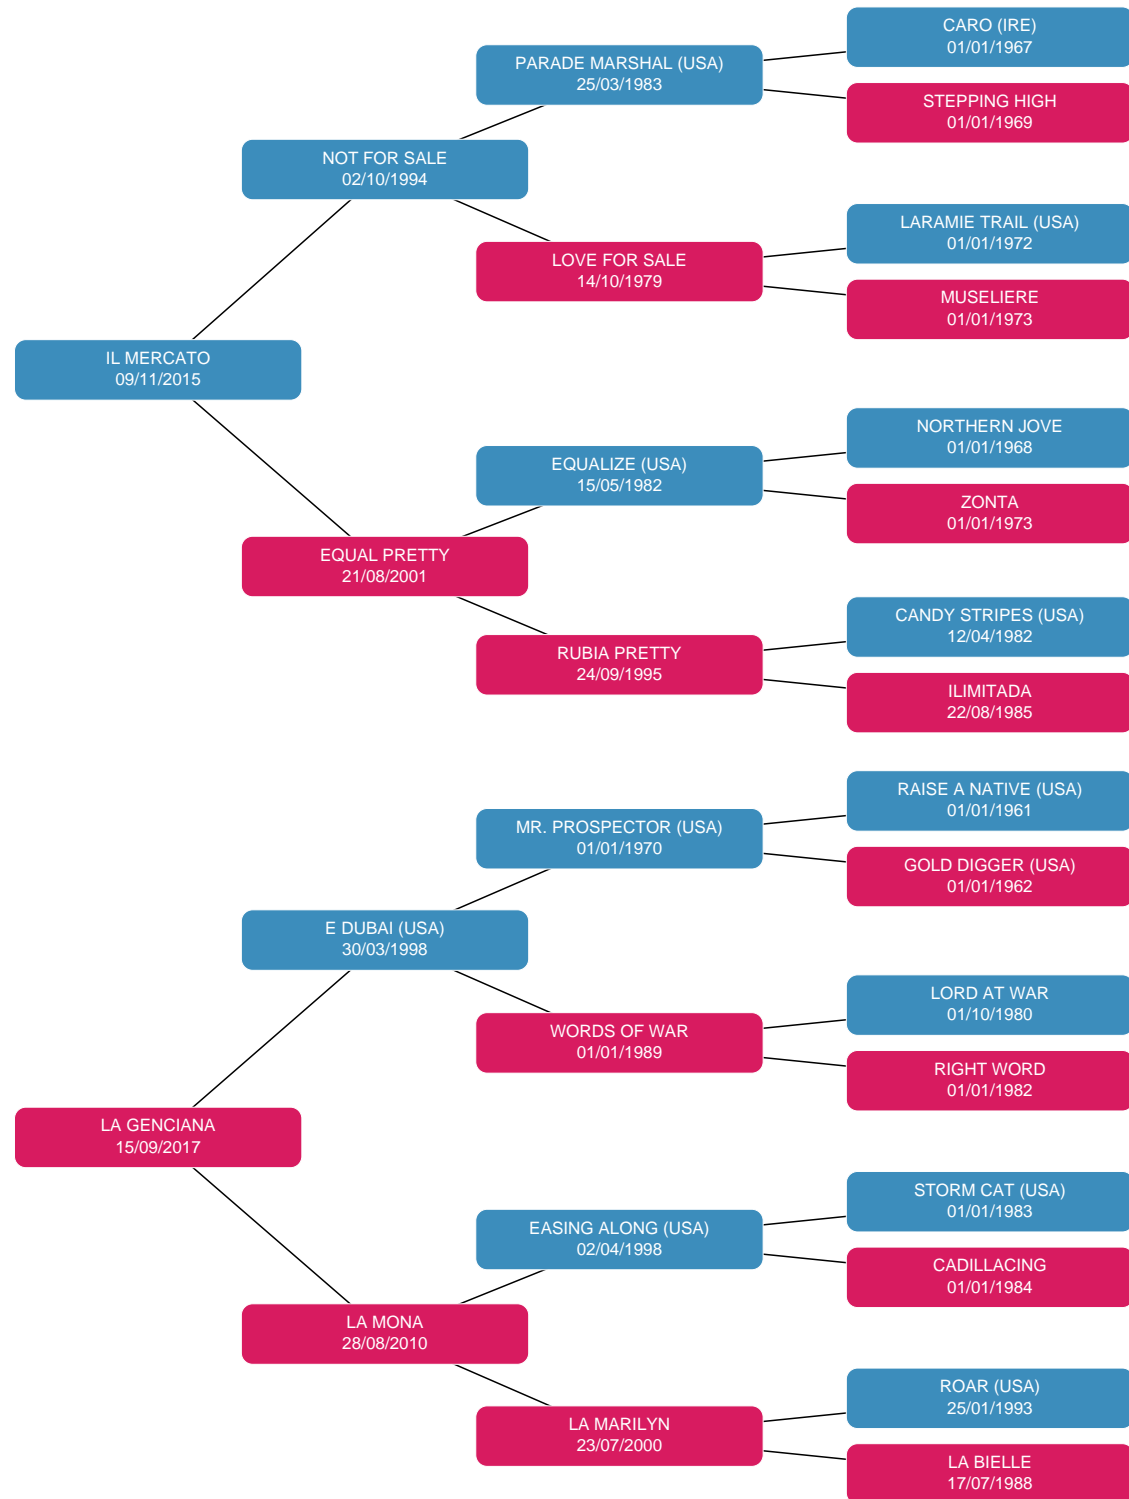 CARO (IRE)
01/01/1967
PARADE MARSHAL (USA)
25/03/1983
STEPPING HIGH
01/01/1969
NOT FOR SALE
02/10/1994
LARAMIE TRAIL (USA)
01/01/1972
LOVE FOR SALE
14/10/1979
MUSELIERE
01/01/1973
IL MERCATO
09/11/2015
NORTHERN JOVE
01/01/1968
EQUALIZE (USA)
15/05/1982
ZONTA
01/01/1973
EQUAL PRETTY
21/08/2001
CANDY STRIPES (USA)
12/04/1982
RUBIA PRETTY
24/09/1995
ILIMITADA
22/08/1985
RAISE A NATIVE (USA)
01/01/1961
MR. PROSPECTOR (USA)
01/01/1970
GOLD DIGGER (USA)
01/01/1962
E DUBAI (USA)
30/03/1998
LORD AT WAR
01/10/1980
WORDS OF WAR
01/01/1989
RIGHT WORD
01/01/1982
LA GENCIANA
15/09/2017
STORM CAT (USA)
01/01/1983
EASING ALONG (USA)
02/04/1998
CADILLACING
01/01/1984
LA MONA
28/08/2010
ROAR (USA)
25/01/1993
LA MARILYN
23/07/2000
LA BIELLE
17/07/1988